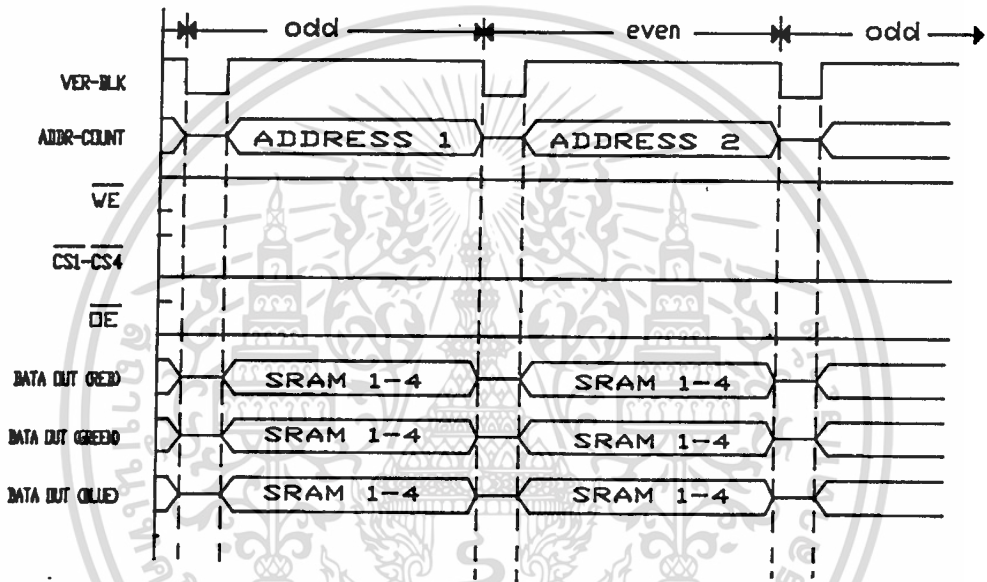 odd even odd
VER-BLK
ADDR-COUNT ADDRESS 1 ADDRESS 2
WE
CS1-CS4
OE
DATA OUT (RED) SRAM 1-4 SRAM 1-4
DATA OUT (GREEN) SRAM 1-4 SRAM 1-4
DATA OUT (BLUE) SRAM 1-4 SRAM 1-4